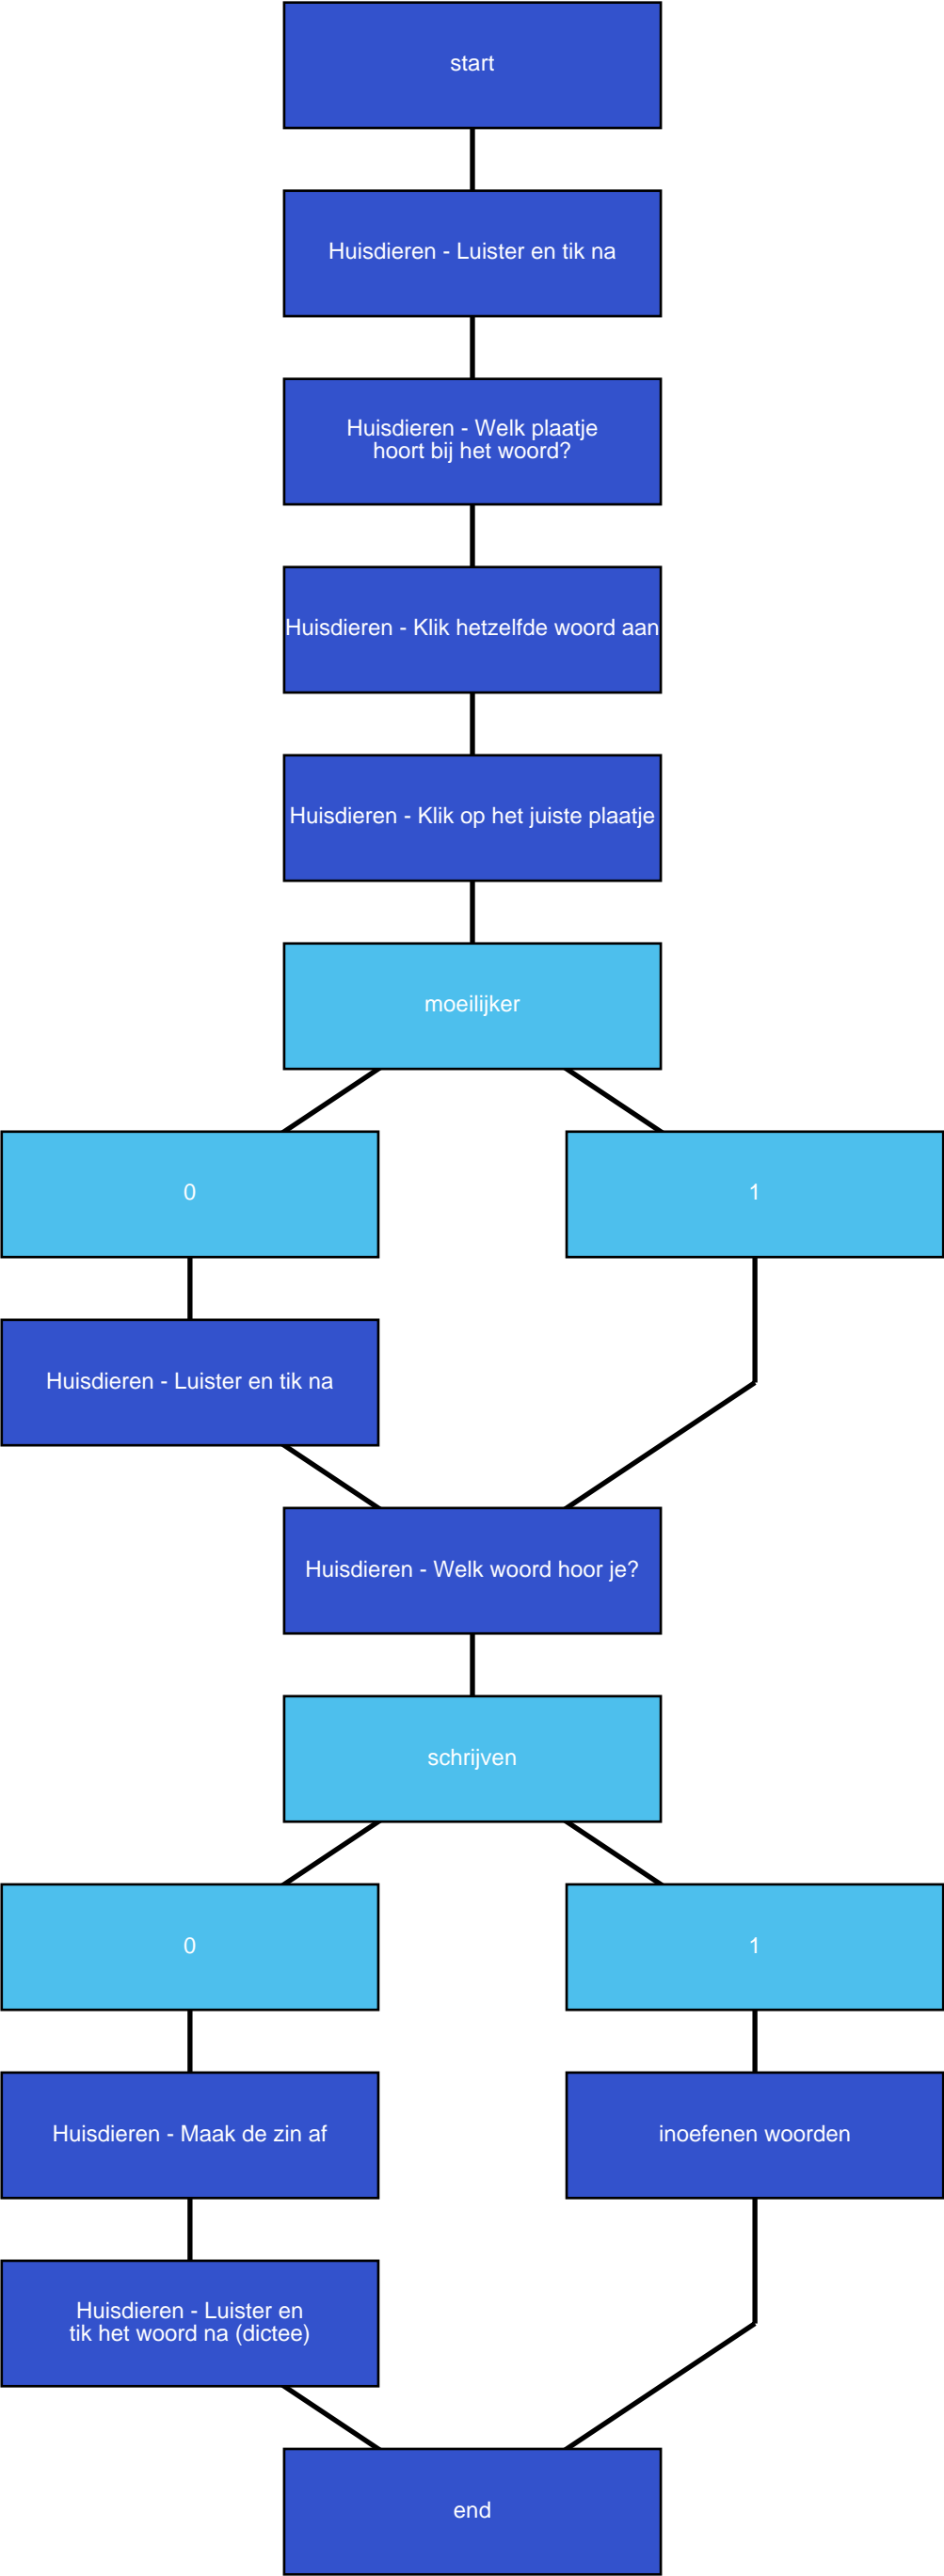 start
Huisdieren - Luister en tik na
Huisdieren - Welk plaatje
hoort bij het woord?
Huisdieren - Klik hetzelfde woord aan
Huisdieren - Klik op het juiste plaatje
moeilijker
0
1
Huisdieren - Luister en tik na
Huisdieren - Welk woord hoor je?
schrijven
0
1
Huisdieren - Maak de zin af
inoefenen woorden
Huisdieren - Luister en
tik het woord na (dictee)
end